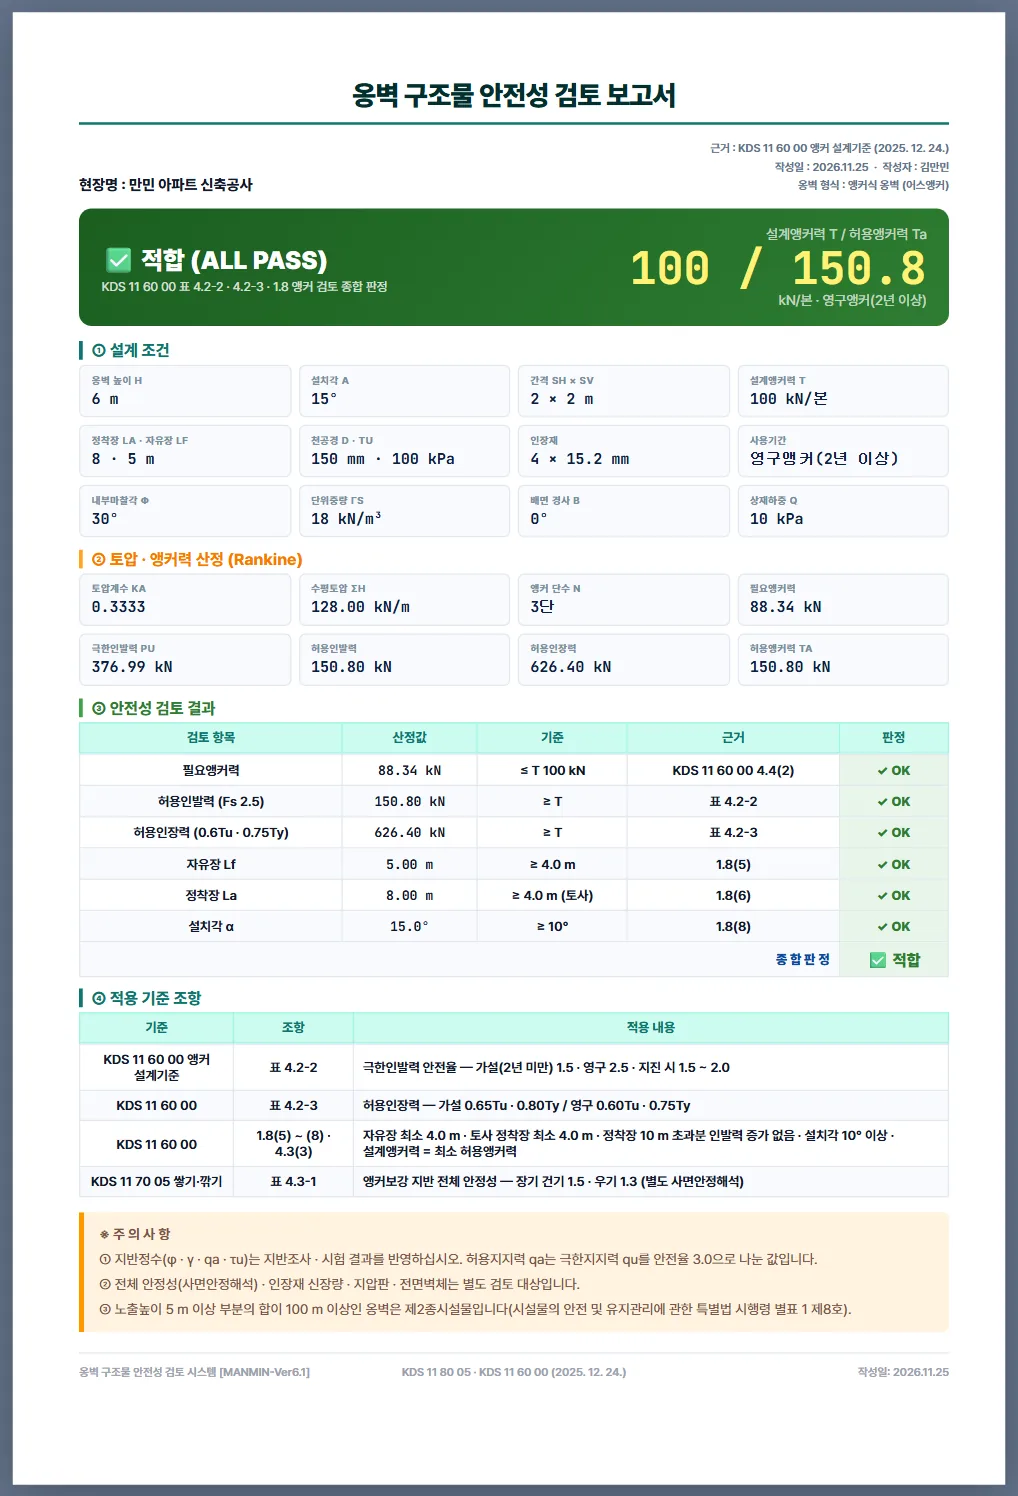 옹벽 구조물 안전성 검토 보고서
근거 : KDS 11 60 00 앵커 설계기준 (2025. 12. 24.)
작성일 : 2026.11.25 · 작성자 : 김만민
현장명 : 만민 아파트 신축공사
옹벽 형식 : 앵커식 옹벽 (어스앵커)
✅ 적합 (ALL PASS)
KDS 11 60 00 표 4.2-2 · 4.2-3 · 1.8 앵커 검토 종합 판정
설계앵커력 T / 허용앵커력 Ta
100 / 150.8
kN/본 · 영구앵커(2년 이상)
① 설계 조건
옹벽 높이 H
6 m
설치각 Α
15°
간격 SH × SV
2 × 2 m
설계앵커력 T
100 kN/본
정착장 LA · 자유장 LF
8 · 5 m
천공경 D · ΤU
150 mm · 100 kPa
인장재
4 × 15.2 mm
사용기간
영구앵커(2년 이상)
내부마찰각 Φ
30°
단위중량 ΓS
18 kN/m³
배면 경사 Β
0°
상재하중 Q
10 kPa
② 토압 · 앵커력 산정 (Rankine)
토압계수 KA
0.3333
수평토압 ΣH
128.00 kN/m
앵커 단수 N
3단
필요앵커력
88.34 kN
극한인발력 PU
376.99 kN
허용인발력
150.80 kN
허용인장력
626.40 kN
허용앵커력 TA
150.80 kN
③ 안전성 검토 결과
검토 항목 산정값 기준 근거 판정
필요앵커력 88.34 kN ≤ T 100 kN KDS 11 60 00 4.4(2) ✓ OK
허용인발력 (Fs 2.5) 150.80 kN ≥ T 표 4.2-2 ✓ OK
허용인장력 (0.6Tu · 0.75Ty) 626.40 kN ≥ T 표 4.2-3 ✓ OK
자유장 Lf 5.00 m ≥ 4.0 m 1.8(5) ✓ OK
정착장 La 8.00 m ≥ 4.0 m (토사) 1.8(6) ✓ OK
설치각 α 15.0° ≥ 10° 1.8(8) ✓ OK
종합판정 ✅ 적합
④ 적용 기준 조항
기준 조항 적용 내용
KDS 11 60 00 앵커
설계기준
표 4.2-2
극한인발력 안전율 — 가설(2년 미만) 1.5 · 영구 2.5 · 지진 시 1.5 ~ 2.0
KDS 11 60 00 표 4.2-3 허용인장력 — 가설 0.65Tu · 0.80Ty / 영구 0.60Tu · 0.75Ty
KDS 11 60 00
1.8(5) ~ (8) ·
4.3(3)
자유장 최소 4.0 m · 토사 정착장 최소 4.0 m · 정착장 10 m 초과분 인발력 증가 없음 · 설치각 10° 이상 ·
설계앵커력 = 최소 허용앵커력
KDS 11 70 05 쌓기·깎기 표 4.3-1 앵커보강 지반 전체 안정성 — 장기 건기 1.5 · 우기 1.3 (별도 사면안정해석)
※ 주의사항
① 지반정수(φ · γ · qa · τu)는 지반조사 · 시험 결과를 반영하십시오. 허용지지력 qa는 극한지지력 qu를 안전율 3.0으로 나눈 값입니다.
② 전체 안정성(사면안정해석) · 인장재 신장량 · 지압판 · 전면벽체는 별도 검토 대상입니다.
③ 노출높이 5 m 이상 부분의 합이 100 m 이상인 옹벽은 제2종시설물입니다(시설물의 안전 및 유지관리에 관한 특별법 시행령 별표 1 제8호).
옹벽 구조물 안전성 검토 시스템 [MANMIN-Ver6.1] KDS 11 80 05 · KDS 11 60 00 (2025. 12. 24.) 작성일: 2026.11.25